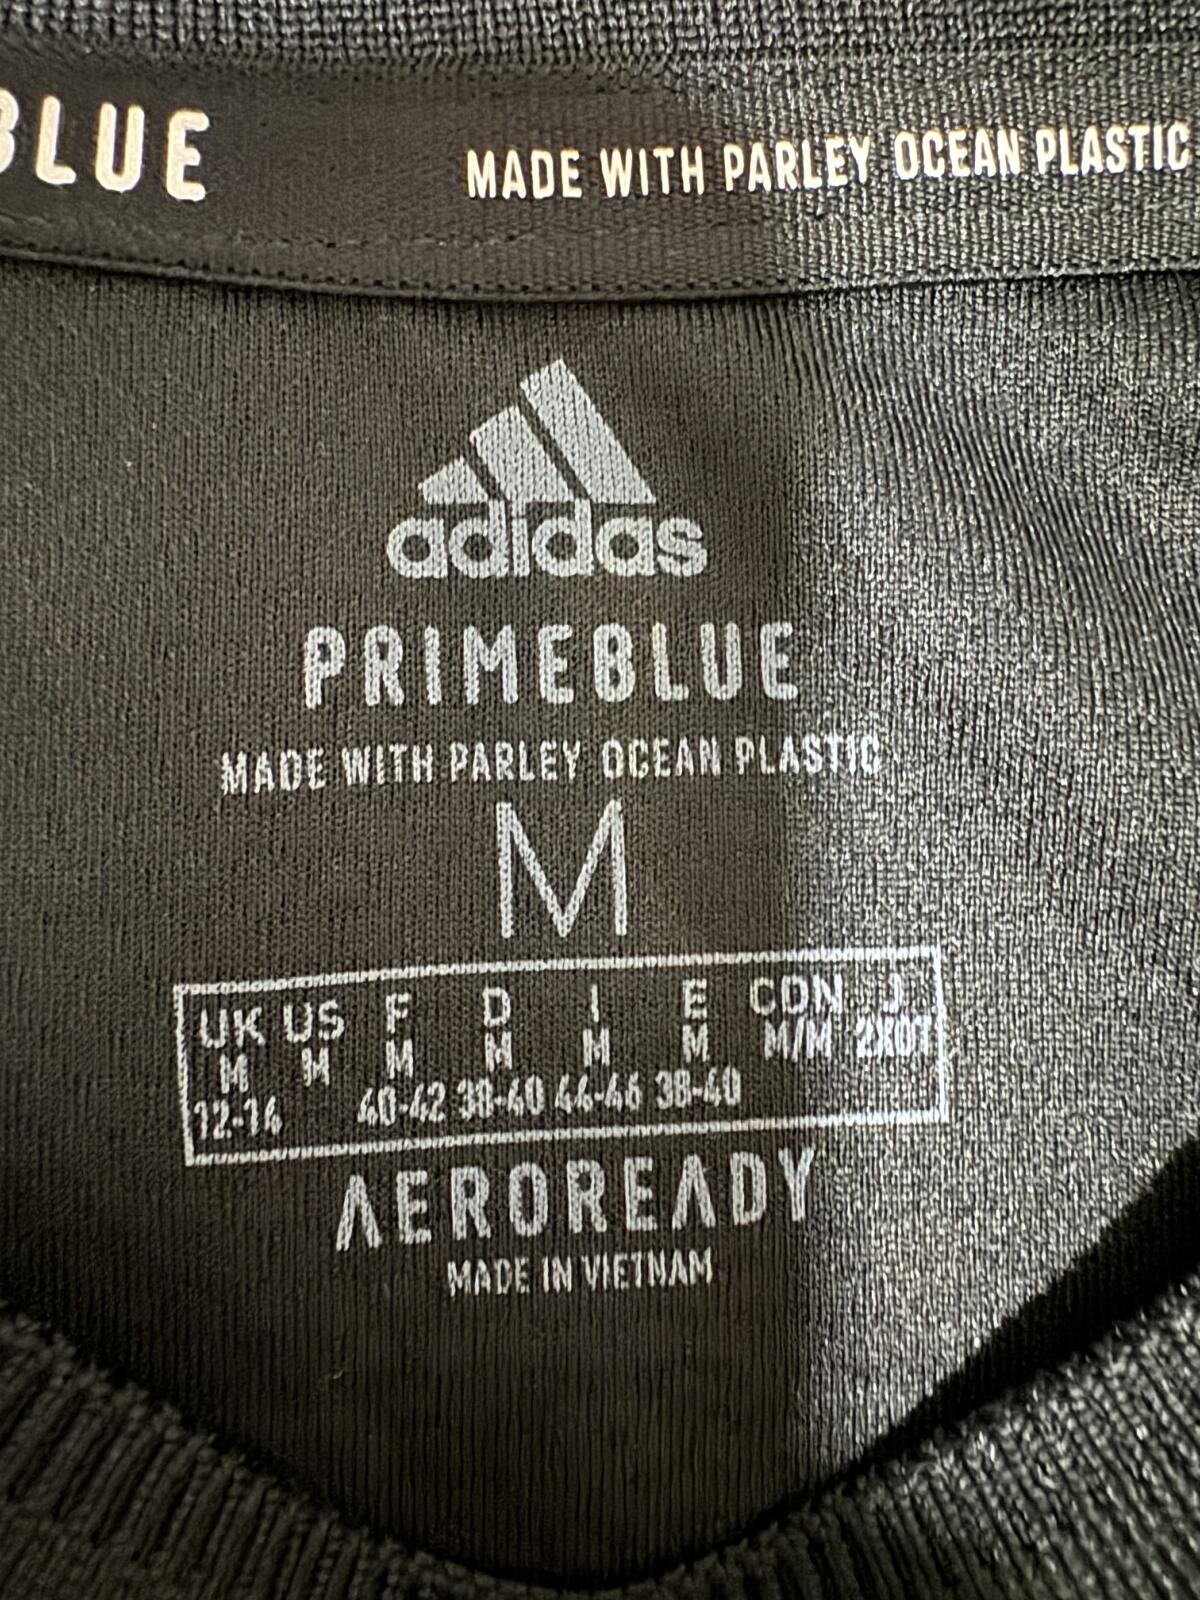 BLUE MADE WITH PARLEY OCEAN PLASTIC
adidas
PRIMEBLUE
MADE WITH PARLEY OCEAN PLASTIC
M
UK US F D I E CDN J
M M M M M M M/M 2XOT
12-14 40-42 38-40 44-46 38-40
AEROREADY
MADE IN VIETNAM